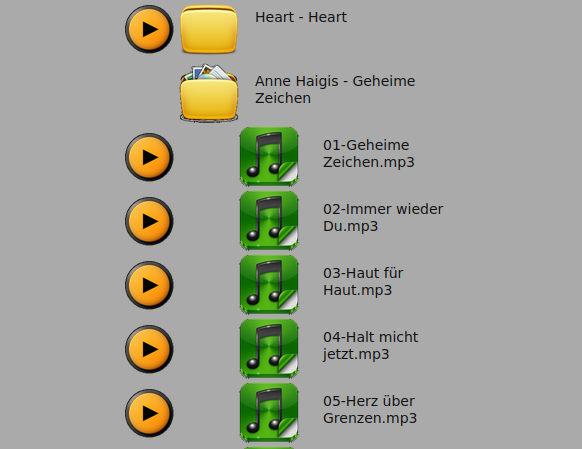 Heart - Heart
Anne Haigis - Geheime
Zeichen
01-Geheime
Zeichen.mp3
02-Immer wieder
Du.mp3
03-Haut für
Haut.mp3
04-Halt micht
jetzt.mp3
05-Herz über
Grenzen.mp3